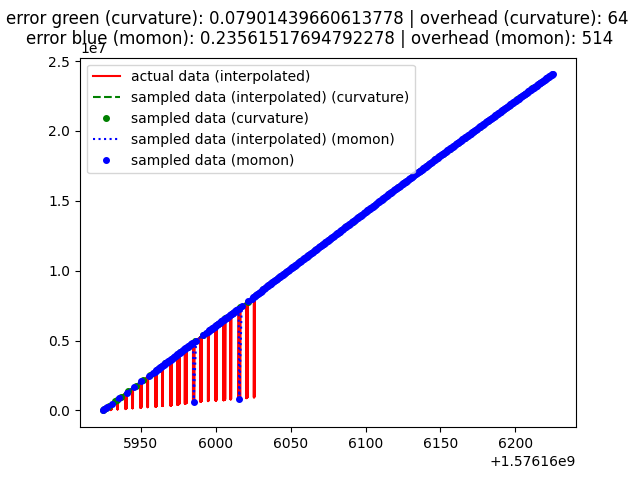 error green (curvature): 0.07901439660613778 | overhead (curvature): 64
error blue (momon): 0.23561517694792278 | overhead (momon): 514
1e7
2.5
actual data (interpolated)
sampled data (interpolated) (curvature)
sampled data (curvature)
sampled data (interpolated) (momon)
sampled data (momon)
2.0
1.5
1.0
0.5
0.0
5950 6000 6050 6100 6150 6200
+1.57616e9